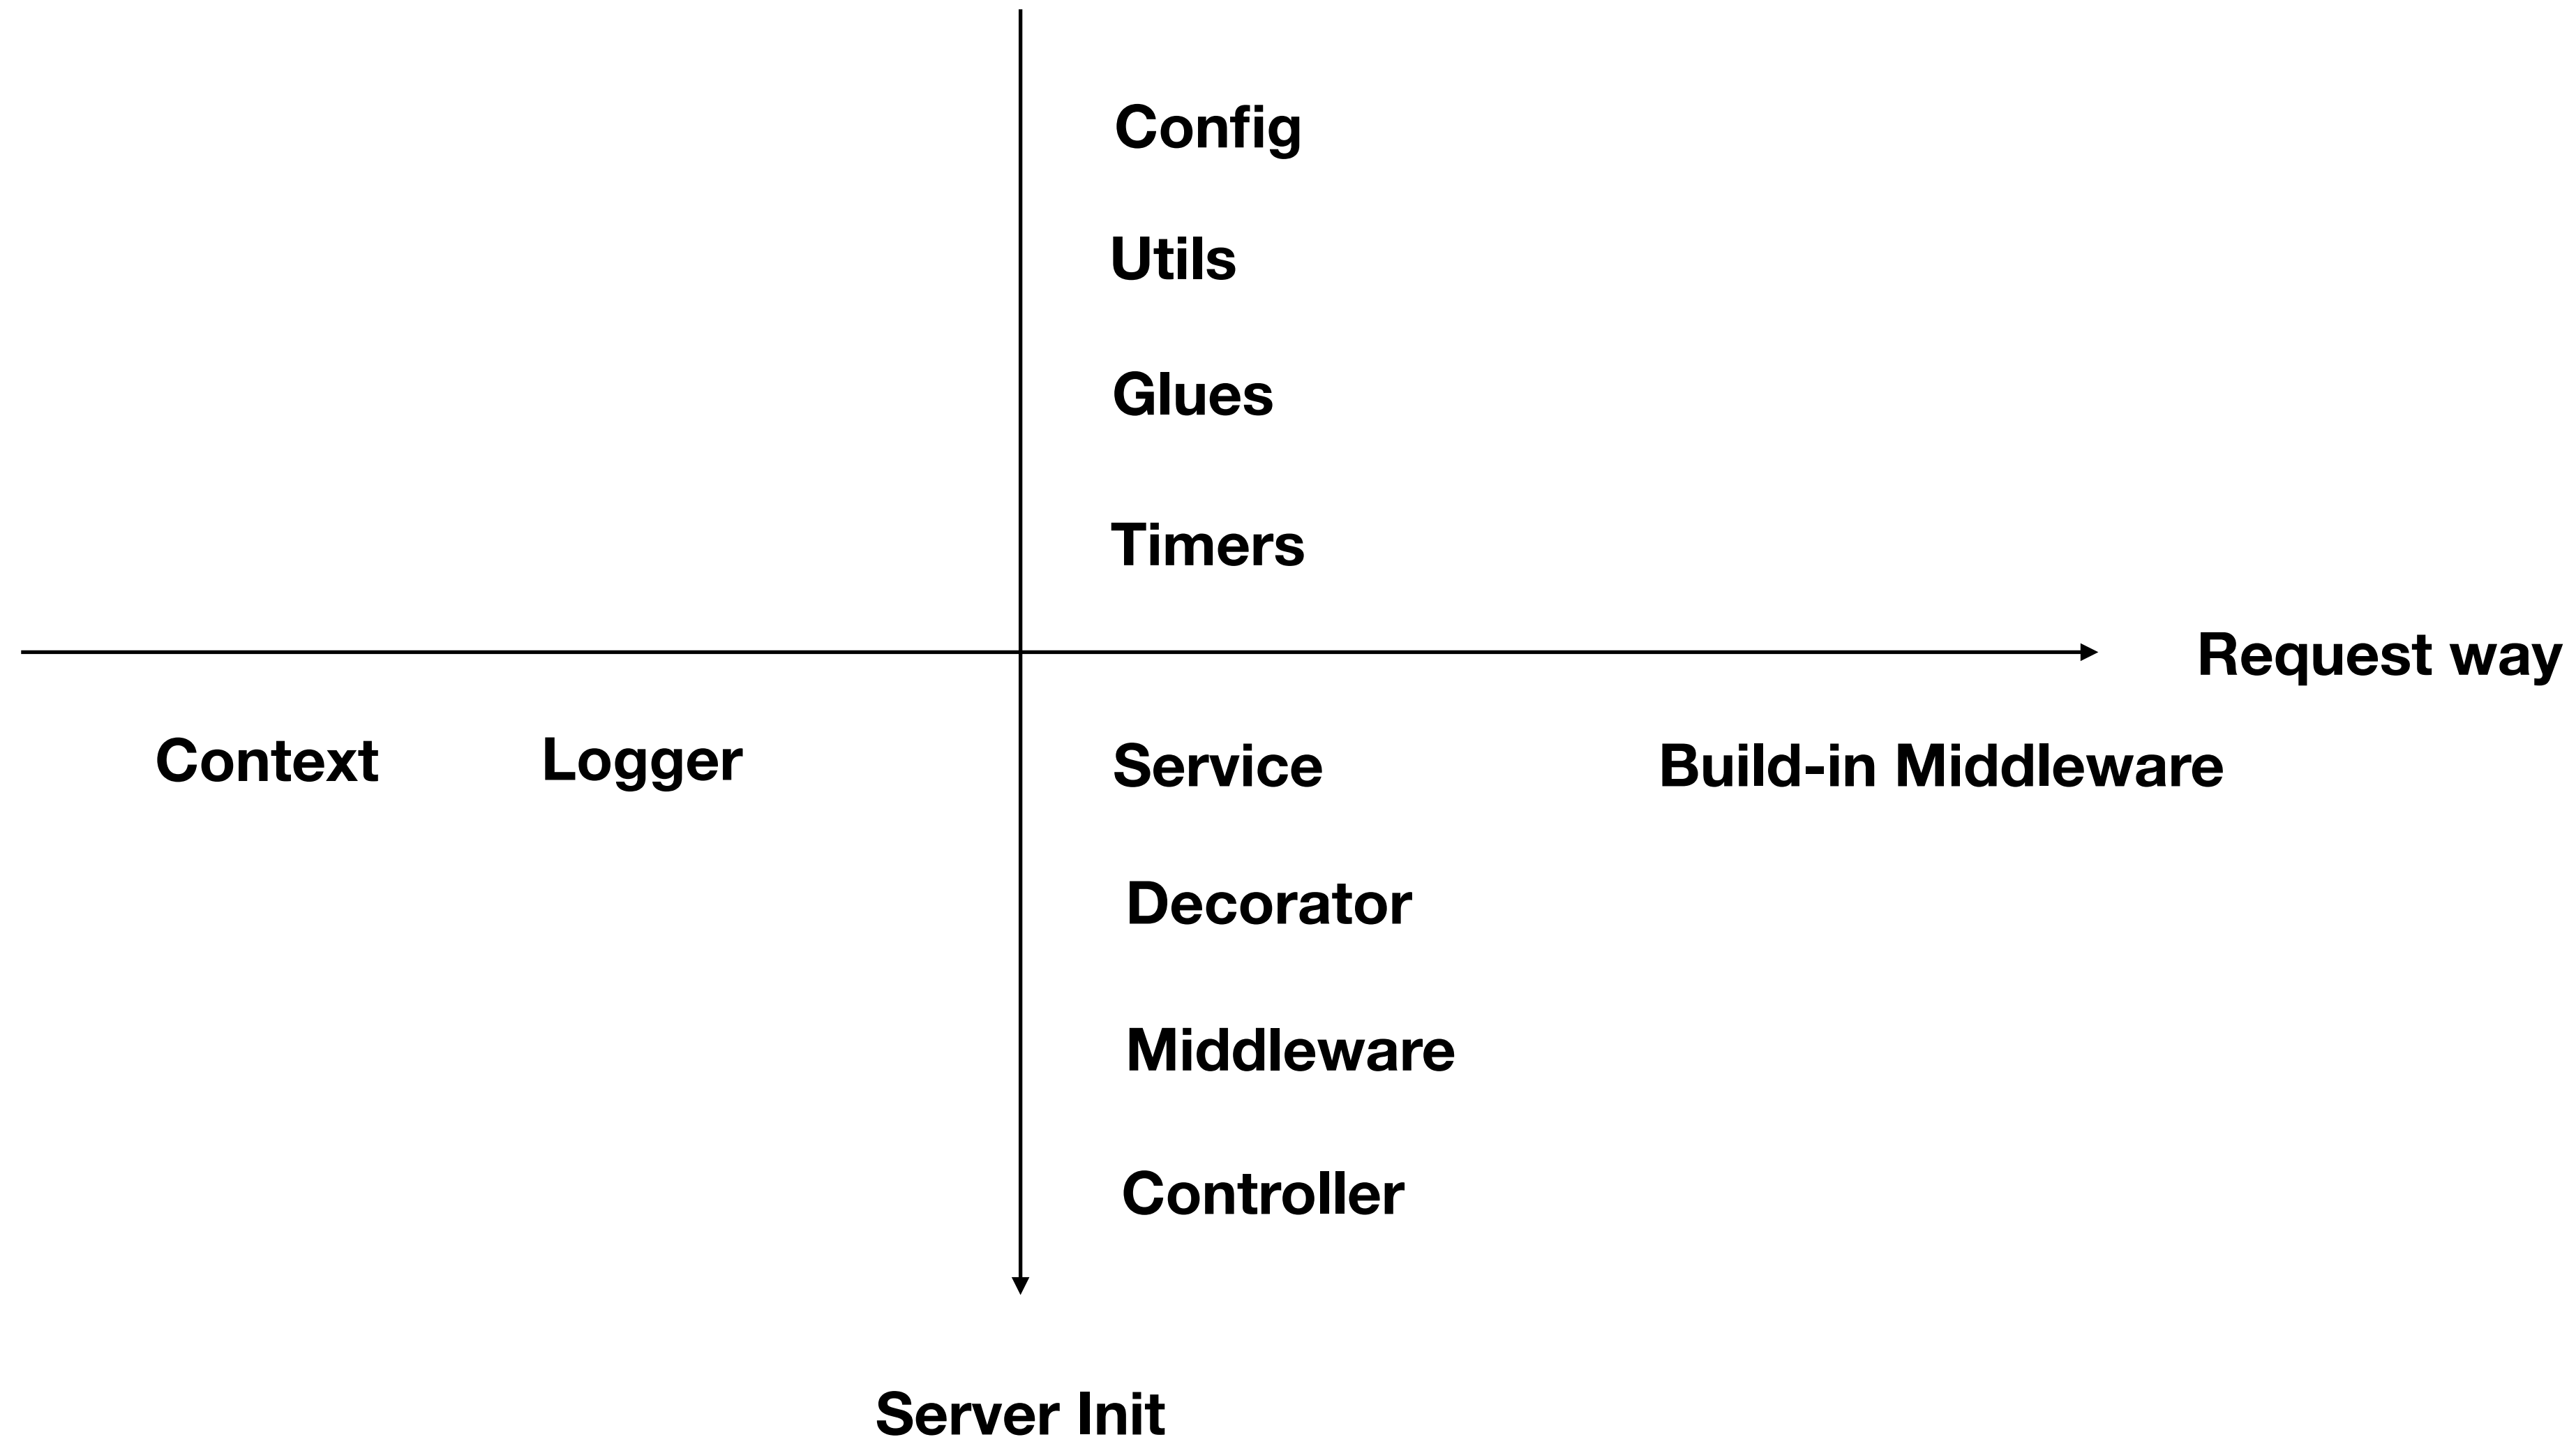 Config
Utils
Glues
Timers
Request way
Context Logger Service Build-in Middleware
Decorator
Middleware
Controller
Server Init